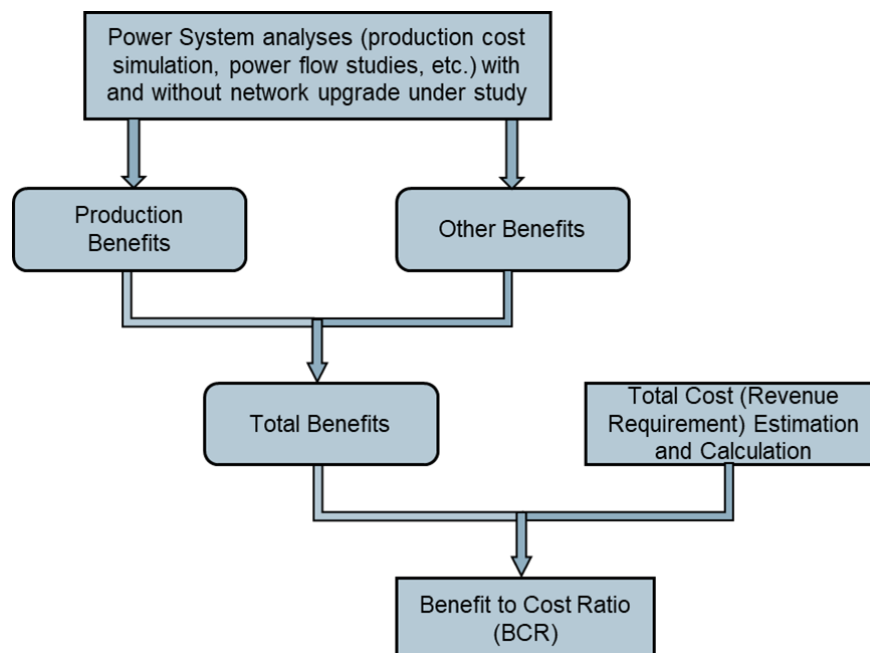 Power System analyses (production cost
simulation, power flow studies, etc.) with
and without network upgrade under study
Production
Benefits
Other Benefits
Total Benefits
Total Cost (Revenue
Requirement) Estimation
and Calculation
Benefit to Cost Ratio
(BCR)